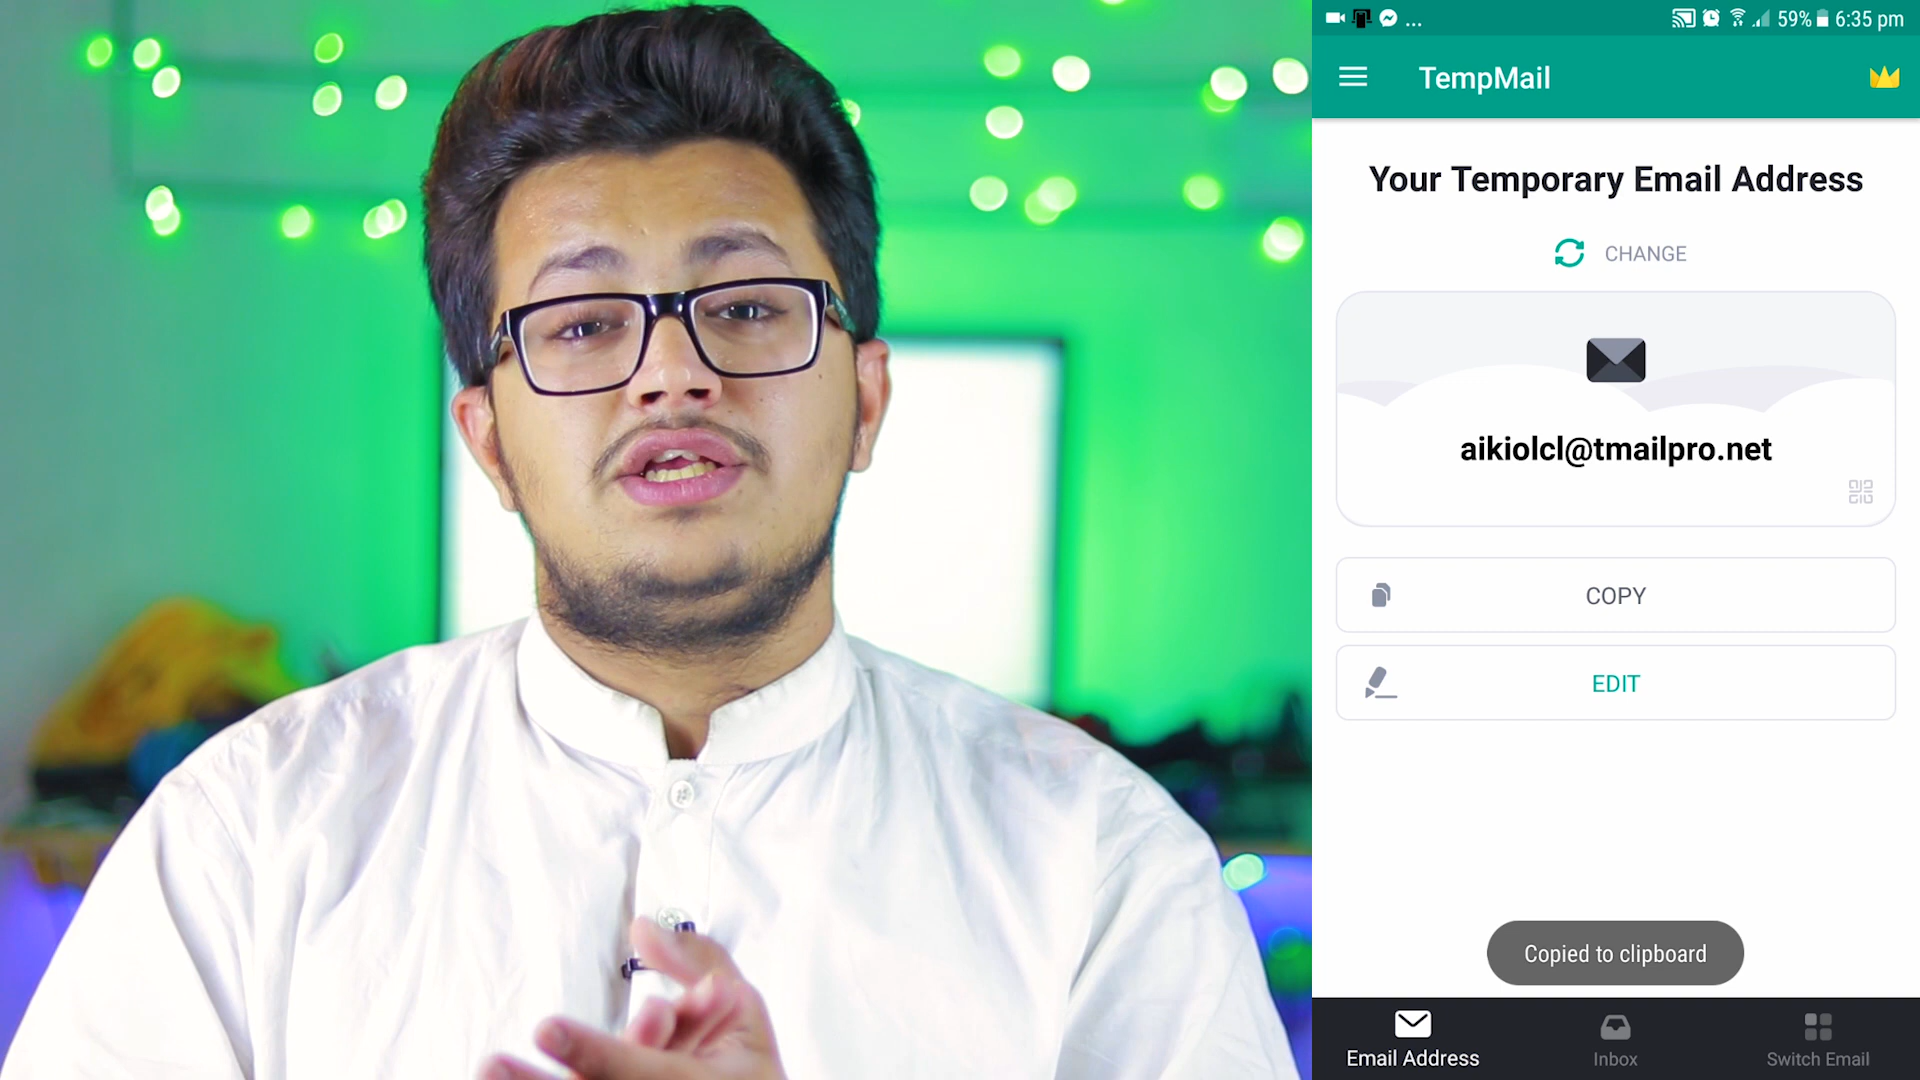 ... 59% 6:35 pm
TempMail
Your Temporary Email Address
CHANGE
aikiolcl@tmailpro.net
COPY
EDIT
Copied to clipboard
Email Address Inbox Switch Email